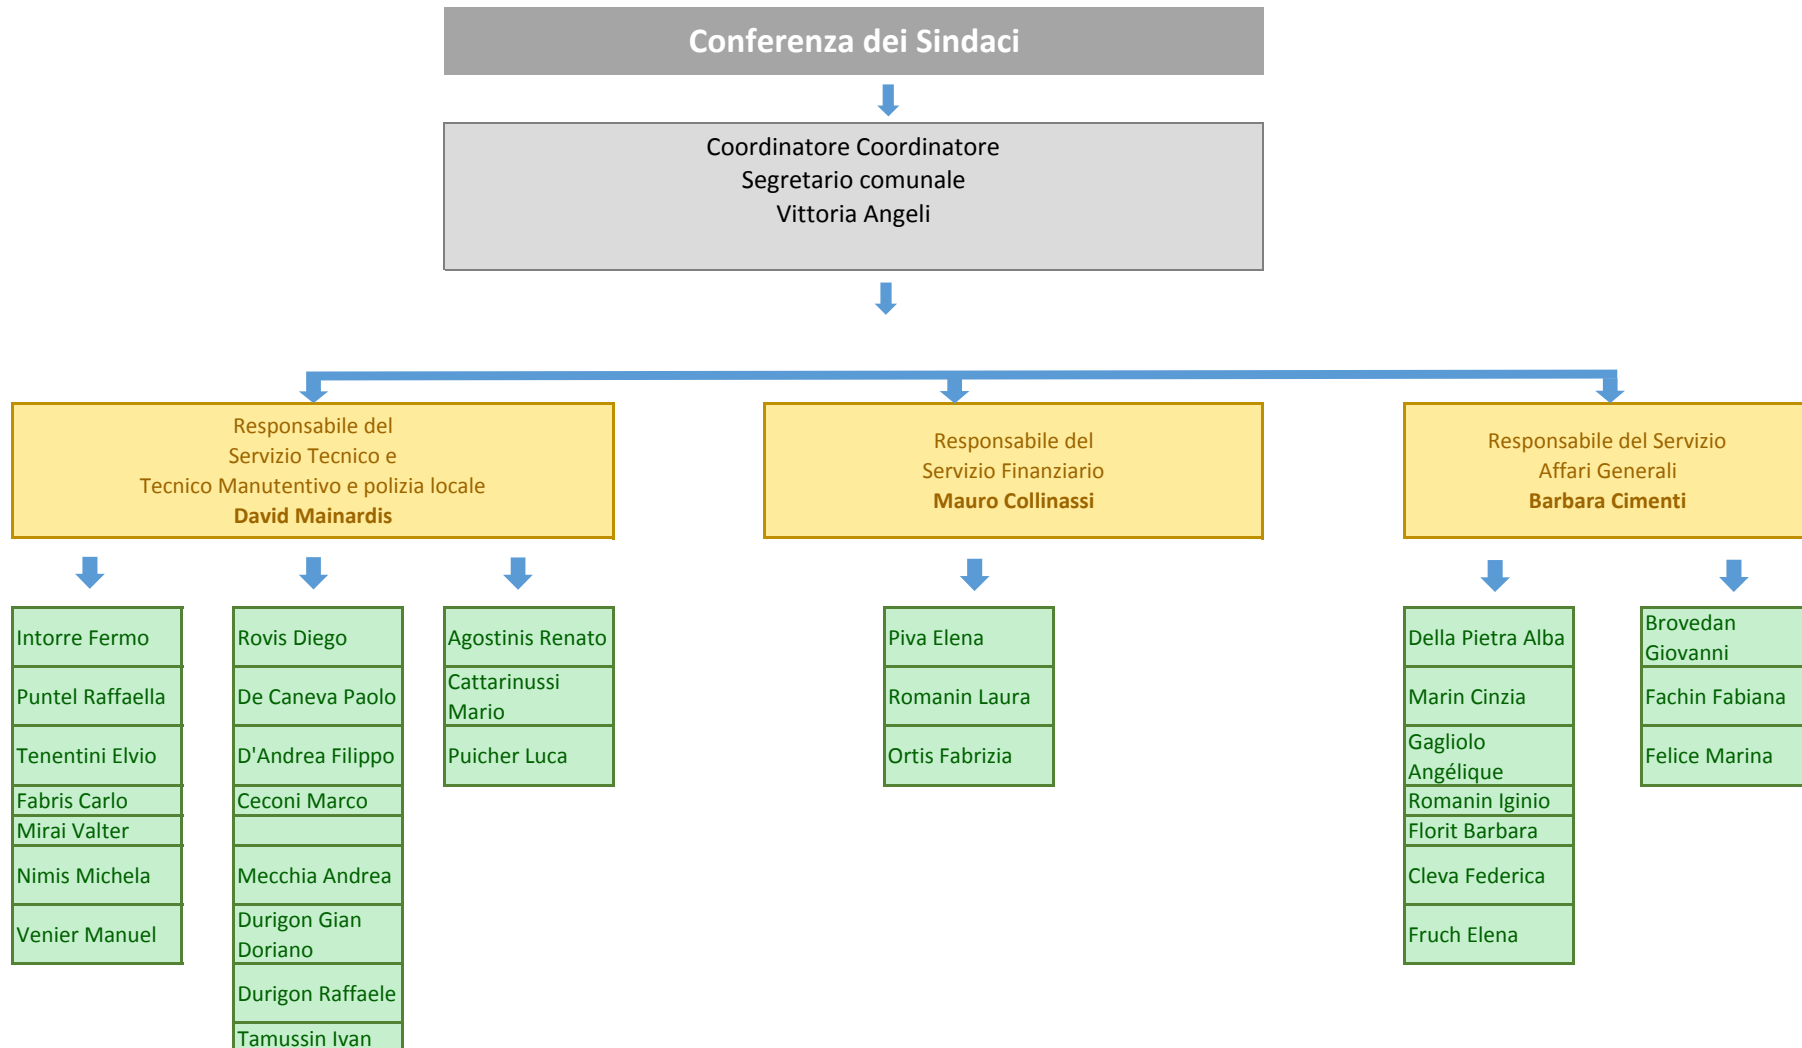 Conferenza dei Sindaci
Coordinatore Coordinatore
Segretario comunale
Vittoria Angeli
Responsabile del
Servizio Tecnico e
Tecnico Manutentivo e polizia locale
David Mainardis
Responsabile del
Servizio Finanziario
Mauro Collinassi
Responsabile del Servizio
Affari Generali
Barbara Cimenti
Intorre Fermo
Puntel Raffaella
Tenentini Elvio
Fabris Carlo
Mirai Valter
Nimis Michela
Venier Manuel
Rovis Diego
De Caneva Paolo
D'Andrea Filippo
Ceconi Marco
Mecchia Andrea
Durigon Gian
Doriano
Durigon Raffaele
Tamussin Ivan
Agostinis Renato
Cattarinussi
Mario
Puicher Luca
Piva Elena
Romanin Laura
Ortis Fabrizia
Della Pietra Alba
Marin Cinzia
Gagliolo
Angélique
Romanin Iginio
Florit Barbara
Cleva Federica
Fruch Elena
Brovedan
Giovanni
Fachin Fabiana
Felice Marina